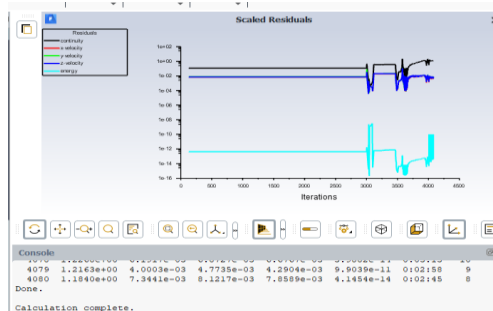 Scaled Residuals
Residuals
continuity
x-velocity
y-velocity
z-velocity
energy
1e+02
1e+00
1e-02
1e-04
1e-06
1e-08
1e-10
1e-12
1e-14
1e-16
0 500 1000 1500 2000 2500 3000 3500 4000 4500
Iterations
Console
4079 1.2163e+00 4.0003e-03 4.7735e-03 4.2904e-03 9.9039e-11 0:02:58 9
4080 1.1840e+00 7.3441e-03 8.1217e-03 7.8589e-03 4.1454e-14 0:02:45 8
Done.
Calculation complete.